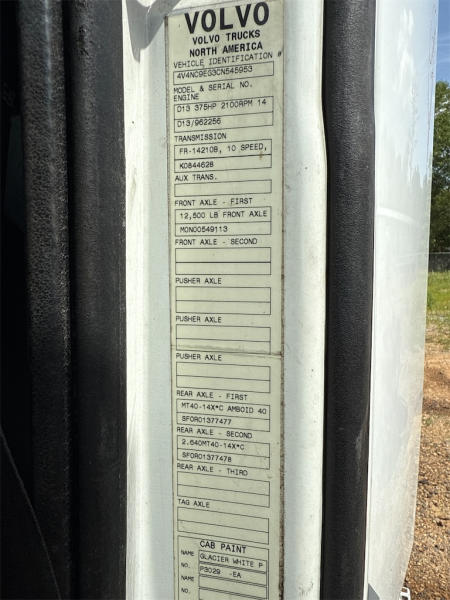 VOLVO
VOLVO TRUCKS
NORTH AMERICA
VEHICLE IDENTIFICATION #
4V4NC9EG3CN545953
MODEL & SERIAL NO.
ENGINE
D13 375HP 2100RPM 14
D13/962256
TRANSMISSION
FR-14210B, 10 SPEED,
K0844628
AUX TRANS.
FRONT AXLE - FIRST
12,500 LB FRONT AXLE
MON00549113
FRONT AXLE - SECOND
PUSHER AXLE
PUSHER AXLE
PUSHER AXLE
REAR AXLE - FIRST
MT40-14X*C AMBOID 40
SFOR01377477
REAR AXLE - SECOND
2.640MT40-14X*C
SFOR01377478
REAR AXLE - THIRD
TAG AXLE
CAB PAINT
NAME GLACIER WHITE P
NO. P3029 -EA
NAME
NO.